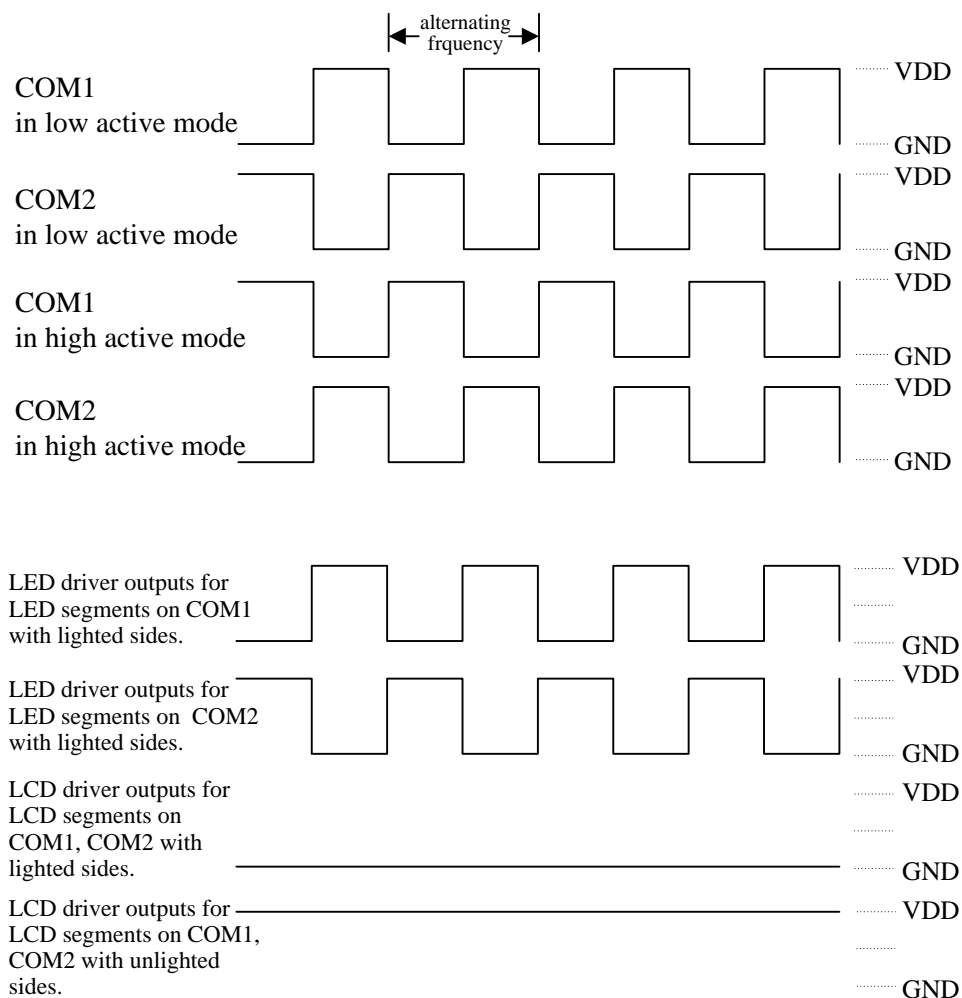 alternating
frquency
COM1
in low active mode
VDD
GND
COM2
in low active mode
VDD
GND
COM1
in high active mode
VDD
GND
COM2
in high active mode
VDD
GND
LED driver outputs for
LED segments on COM1
with lighted sides.
VDD
GND
LED driver outputs for
LED segments on COM2
with lighted sides.
VDD
GND
LCD driver outputs for
LCD segments on
COM1, COM2 with
lighted sides.
VDD
GND
LCD driver outputs for
LCD segments on COM1,
COM2 with unlighted
sides.
VDD
GND